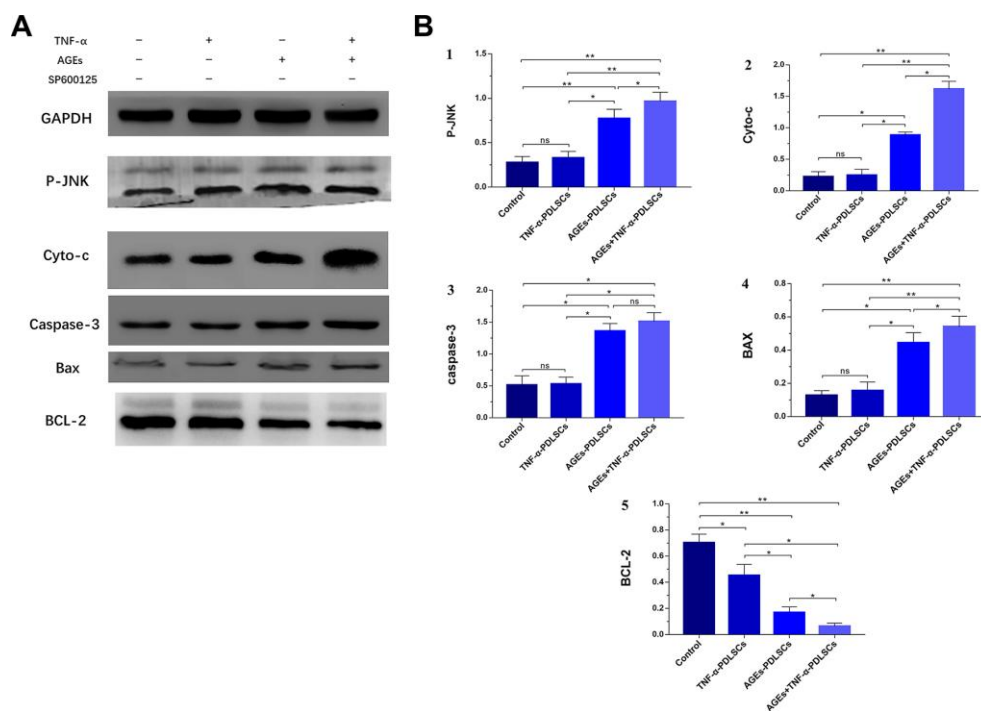 A
TNF-α - + - +
AGEs - - + +
SP600125 - - - -
GAPDH
P-JNK
Cyto-c
Caspase-3
Bax
BCL-2
B
1
P-JNK
1.5
1.0
0.5
0.0
**
**
**
*
*
ns
Control
TNF-α-PDLSCs
AGEs-PDLSCs
AGEs+TNF-α-PDLSCs
2
Cyto-c
2.0
1.5
1.0
0.5
0.0
**
**
*
*
*
ns
Control
TNF-α-PDLSCs
AGEs-PDLSCs
AGEs+TNF-α-PDLSCs
3
caspase-3
2.0
1.5
1.0
0.5
0.0
*
*
*
ns
*
ns
Control
TNF-α-PDLSCs
AGEs-PDLSCs
AGEs+TNF-α-PDLSCs
4
BAX
0.8
0.6
0.4
0.2
0.0
**
**
*
*
*
ns
Control
TNF-α-PDLSCs
AGEs-PDLSCs
AGEs+TNF-α-PDLSCs
5
BCL-2
1.0
0.8
0.6
0.4
0.2
0.0
**
**
*
*
*
*
Control
TNF-α-PDLSCs
AGEs-PDLSCs
AGEs+TNF-α-PDLSCs